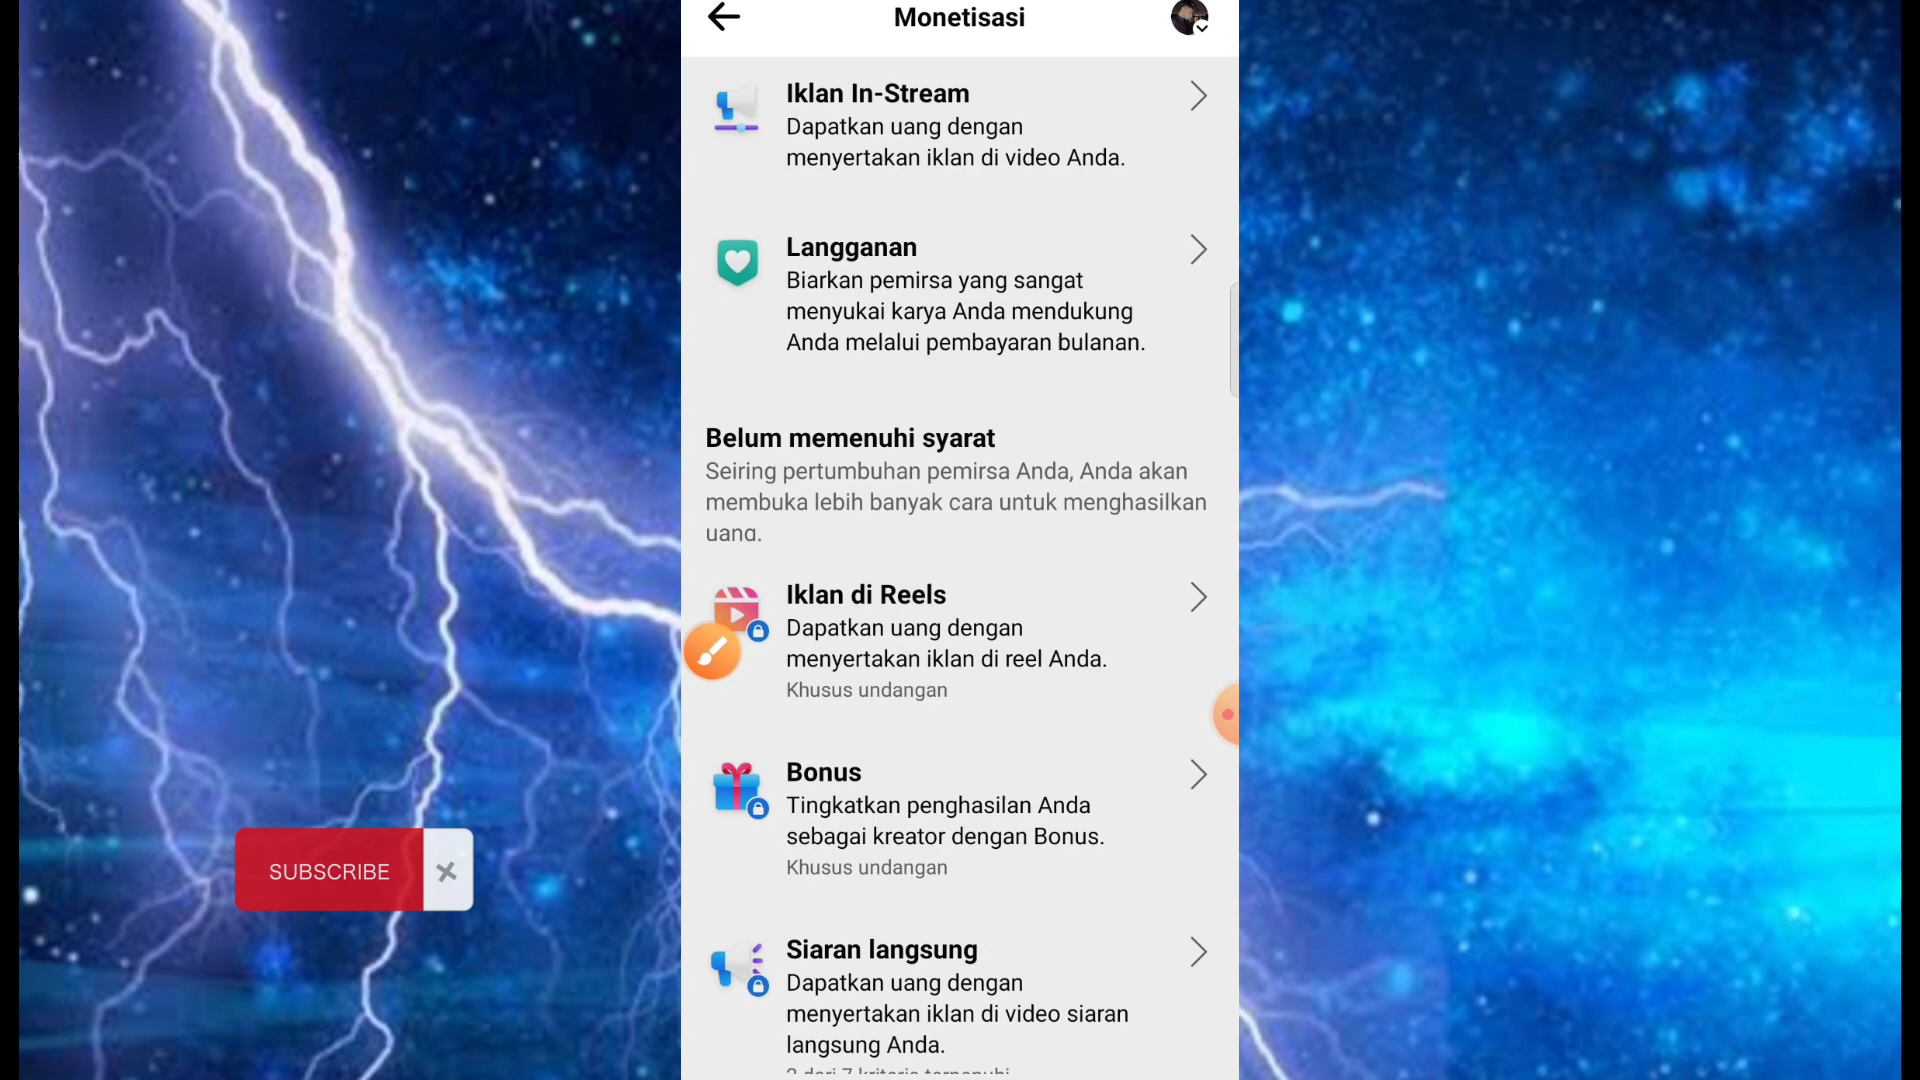 Monetisasi
Iklan In-Stream
Dapatkan uang dengan
menyertakan iklan di video Anda.
Langganan
Biarkan pemirsa yang sangat
menyukai karya Anda mendukung
Anda melalui pembayaran bulanan.
Belum memenuhi syarat
Seiring pertumbuhan pemirsa Anda, Anda akan
membuka lebih banyak cara untuk menghasilkan
uang.
Iklan di Reels
Dapatkan uang dengan
menyertakan iklan di reel Anda.
Khusus undangan
Bonus
Tingkatkan penghasilan Anda
sebagai kreator dengan Bonus.
Khusus undangan
Siaran langsung
Dapatkan uang dengan
menyertakan iklan di video siaran
langsung Anda.
dari 7 kriteria terpenuhi
SUBSCRIBE